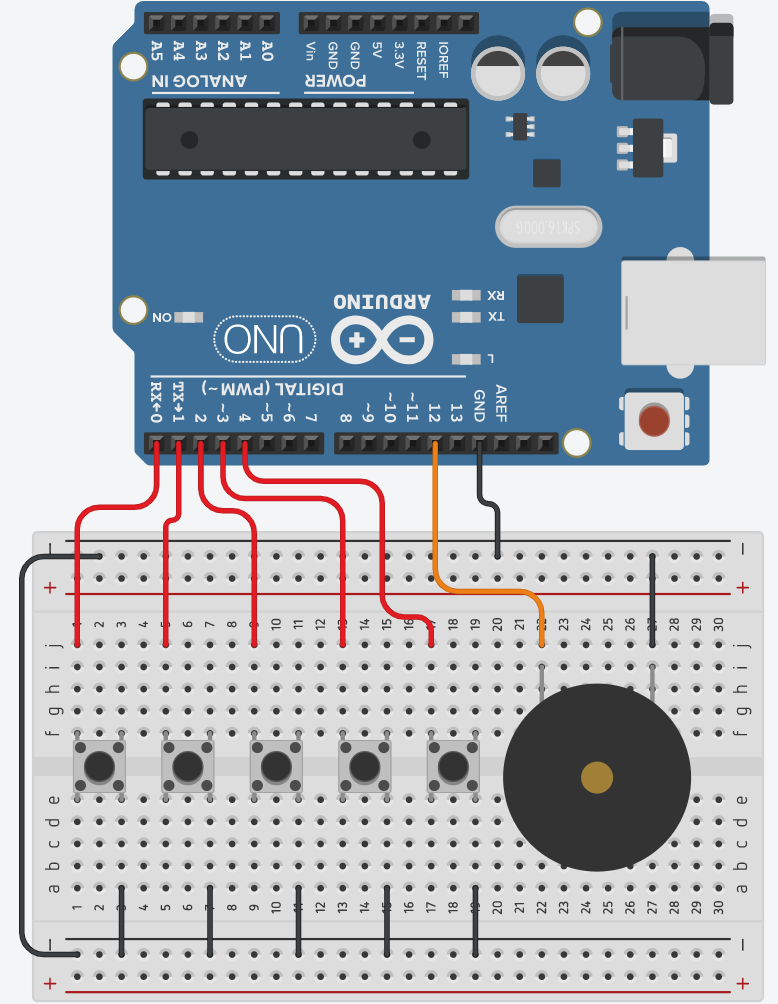 A5 A4 A3 A2 A1 A0 Vin GND GND 5V 3.3V RESET IOREF
ANALOG IN POWER
SPK16.000G
ARDUINO RX
ON UNO TX
L
DIGITAL (PWM~)
RX←0 TX→1 2 ~3 4 ~5 ~6 7 8 ~9 ~10 ~11 12 13 GND AREF
− −
+ +
1 2 3 4 5 6 7 8 9 10 11 12 13 14 15 16 17 18 19 20 21 22 23 24 25 26 27 28 29 30
j j
i i
h h
g g
f f
e e
d d
c c
b b
a a
1 2 3 4 5 6 7 8 9 10 11 12 13 14 15 16 17 18 19 20 21 22 23 24 25 26 27 28 29 30
− −
+ +